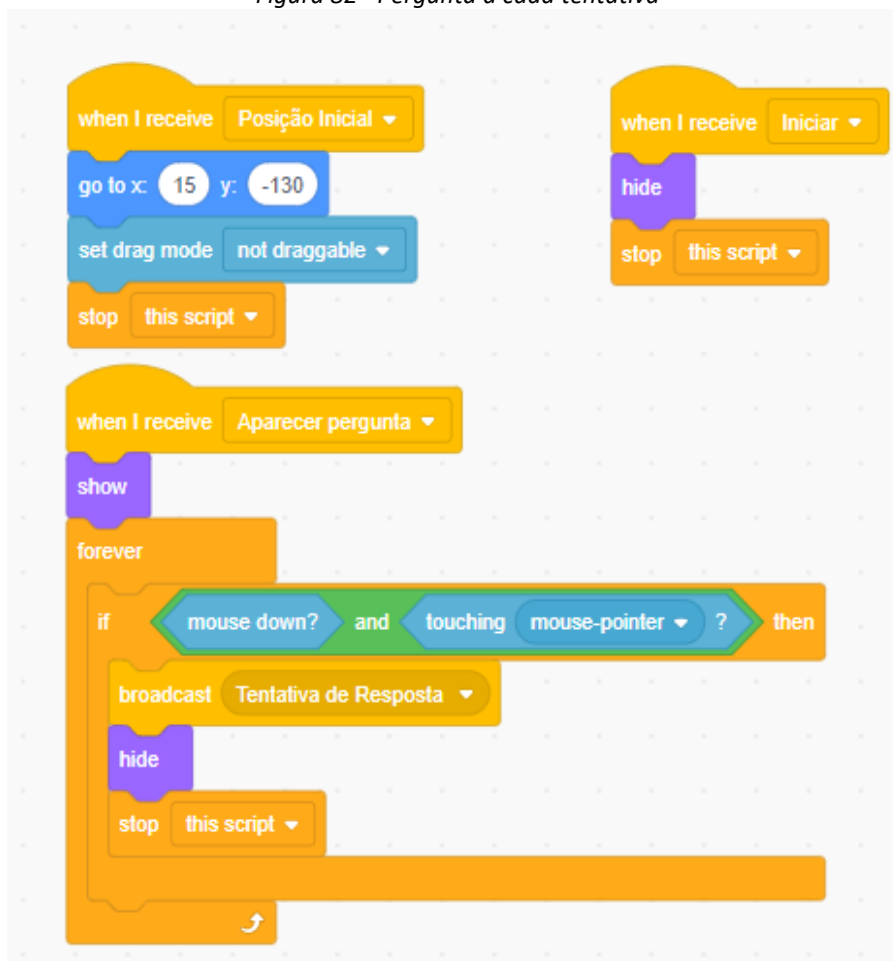 Figura 32 - Pergunta a cada tentativa
when I receive Posição Inicial
go to x: 15 y: -130
set drag mode not draggable
stop this script
when I receive Iniciar
hide
stop this script
when I receive Aparecer pergunta
show
forever
if mouse down? and touching mouse-pointer ? then
broadcast Tentativa de Resposta
hide
stop this script